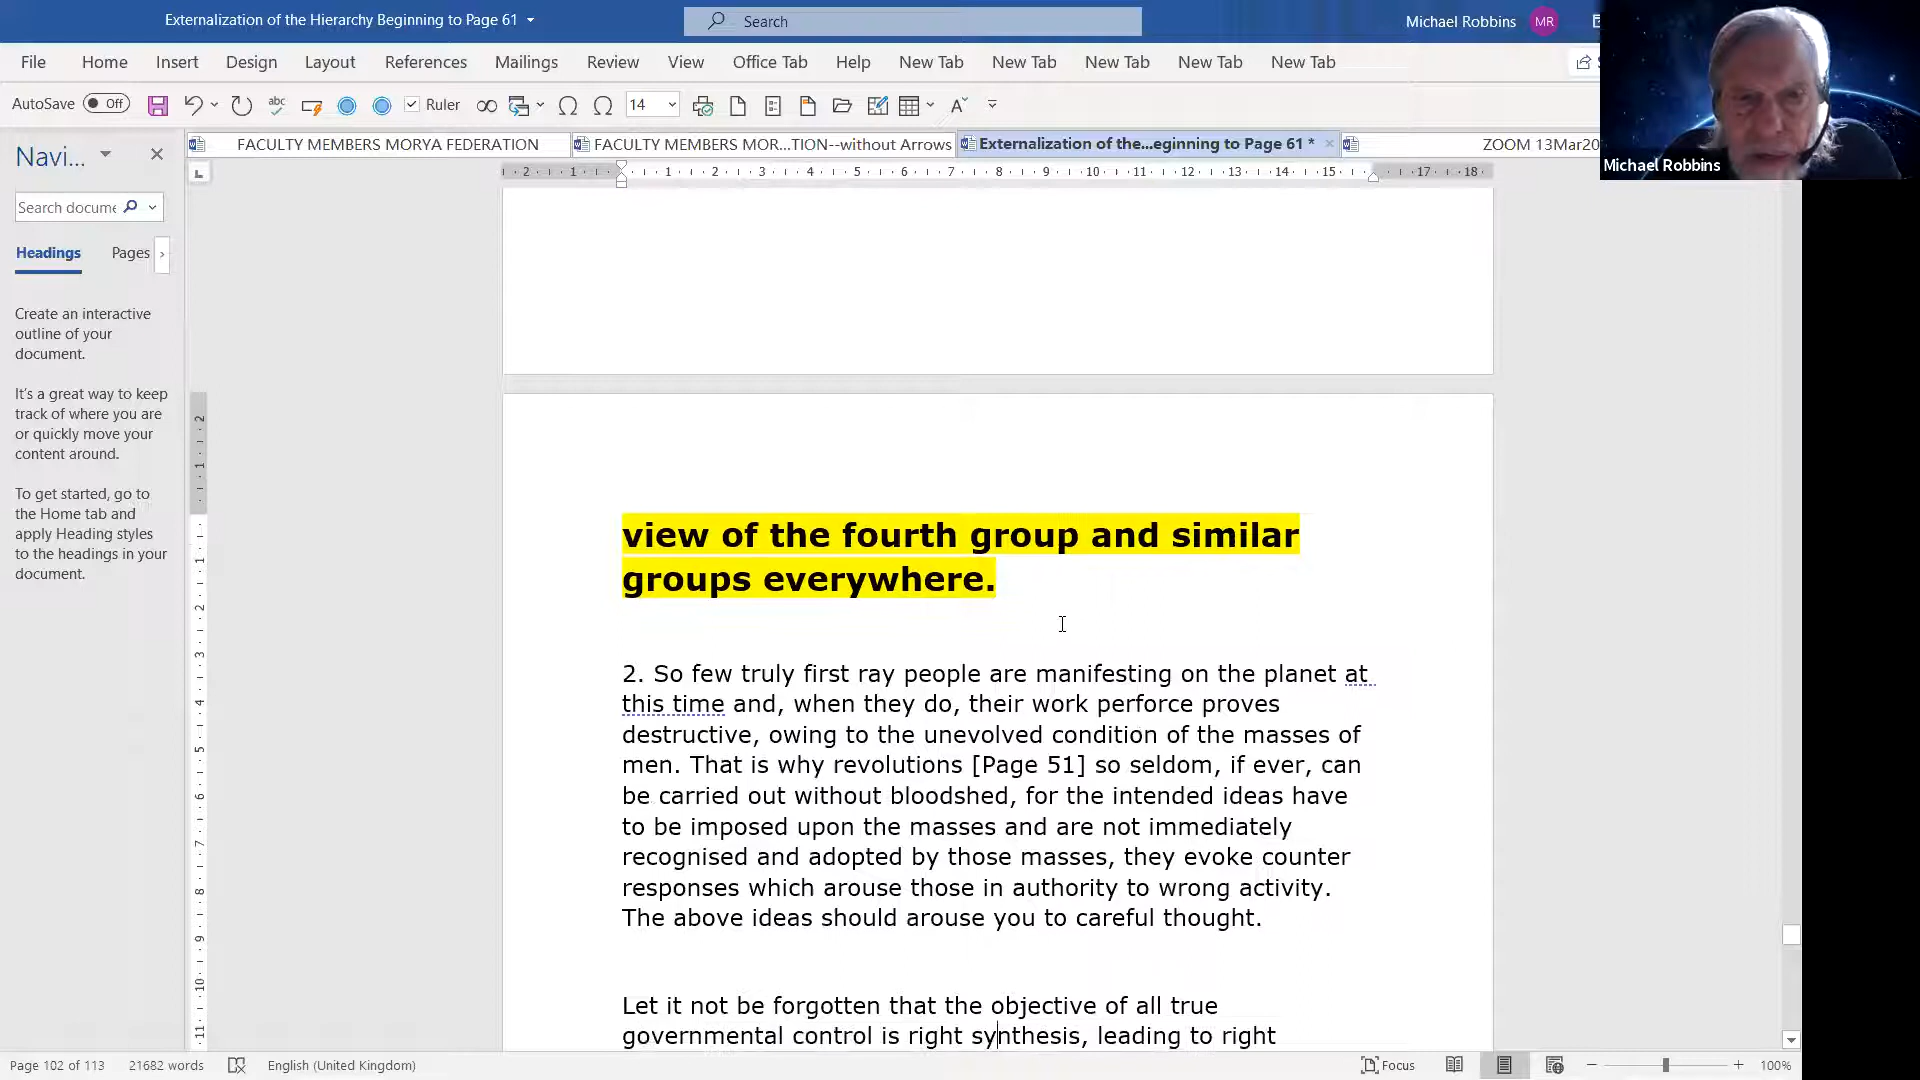 Externalization of the Hierarchy Beginning to Page 61
Search
Michael Robbins
MR
File
Home
Insert
Design
Layout
References
Mailings
Review
View
Office Tab
Help
New Tab
New Tab
New Tab
New Tab
New Tab
AutoSave
Off
abc
Ruler
14
FACULTY MEMBERS MORYA FEDERATION
FACULTY MEMBERS MOR...TION--without Arrows
Externalization of the...eginning to Page 61 *
ZOOM 13Mar20
Michael Robbins
Navi...
Search docume
Headings
Pages
Create an interactive
outline of your
document.
It's a great way to keep
track of where you are
or quickly move your
content around.
To get started, go to
the Home tab and
apply Heading styles
to the headings in your
document.
view of the fourth group and similar
groups everywhere.
2. So few truly first ray people are manifesting on the planet at
this time and, when they do, their work perforce proves
destructive, owing to the unevolved condition of the masses of
men. That is why revolutions [Page 51] so seldom, if ever, can
be carried out without bloodshed, for the intended ideas have
to be imposed upon the masses and are not immediately
recognised and adopted by those masses, they evoke counter
responses which arouse those in authority to wrong activity.
The above ideas should arouse you to careful thought.
Let it not be forgotten that the objective of all true
governmental control is right synthesis, leading to right
Page 102 of 113
21682 words
English (United Kingdom)
Focus
100%